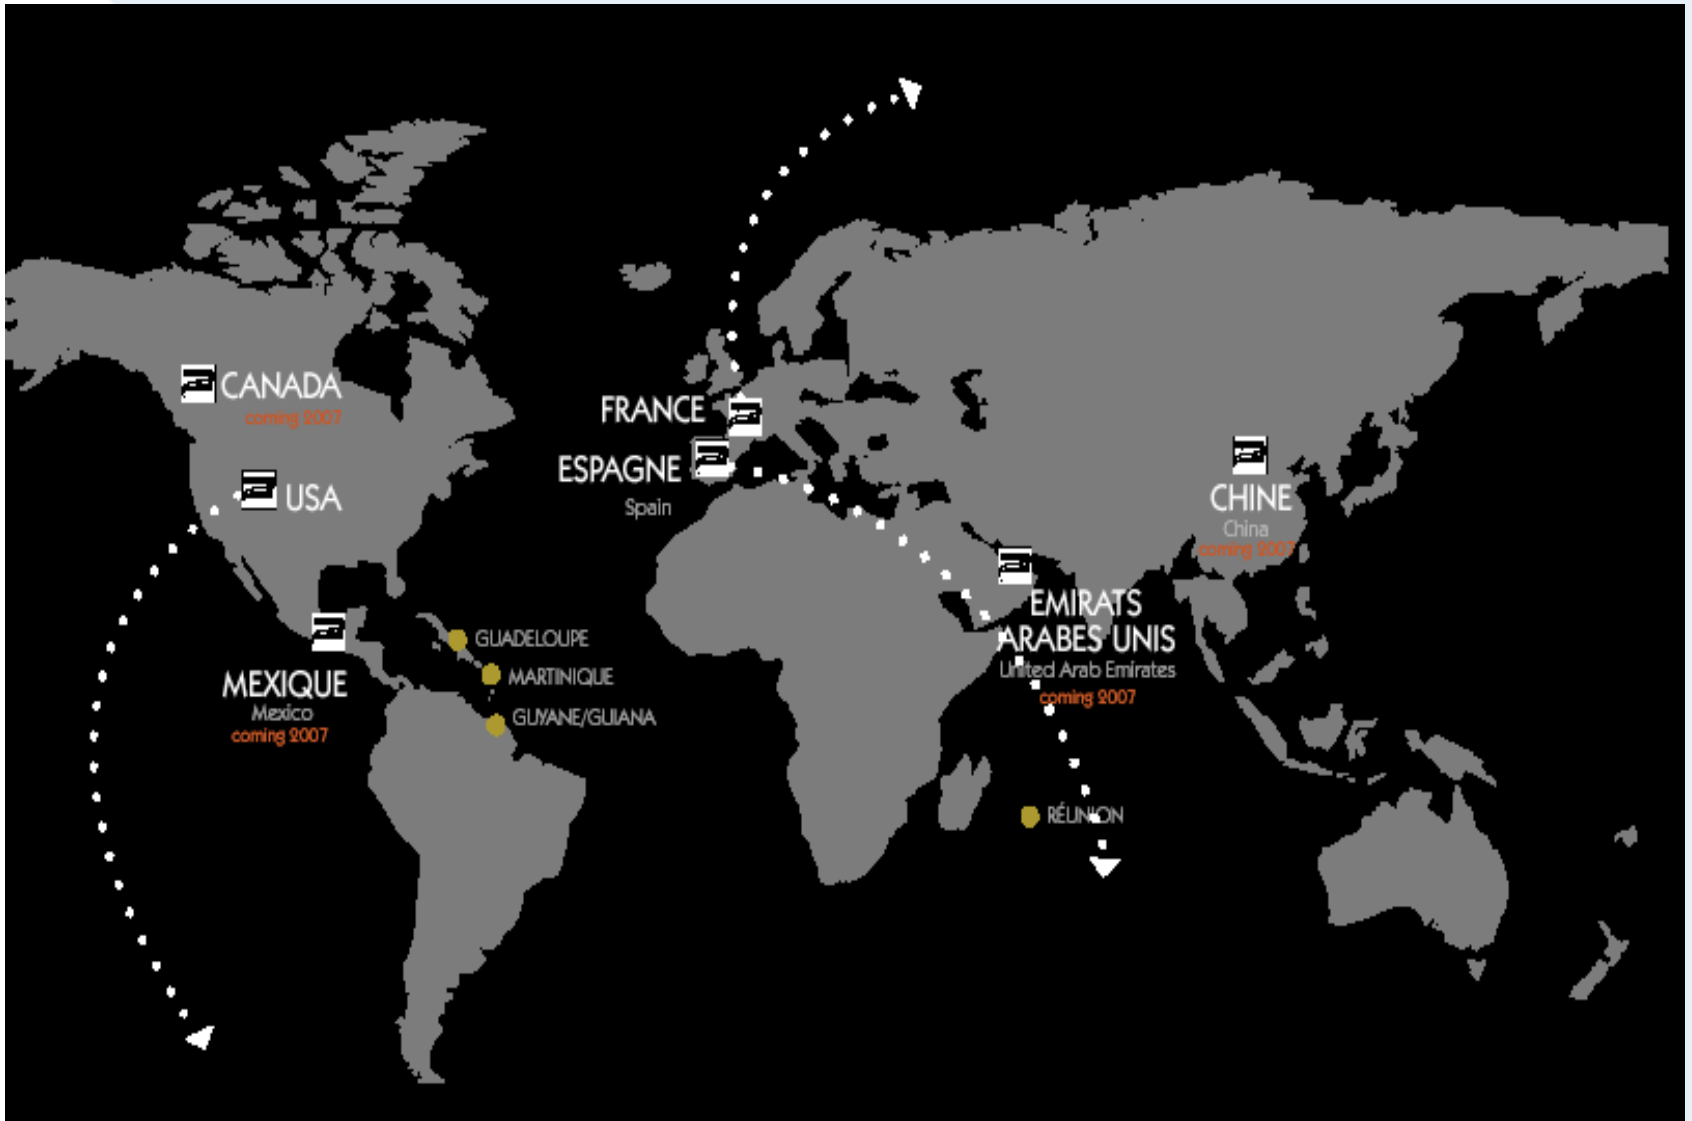 CANADA
coming 2007
USA
MEXIQUE
Mexico
coming 2007
GUADELOUPE
MARTINIQUE
GUYANE/GUIANA
FRANCE
ESPAGNE
Spain
CHINE
China
coming 2007
EMIRATS
ARABES UNIS
United Arab Emirates
coming 2007
RÉUNION